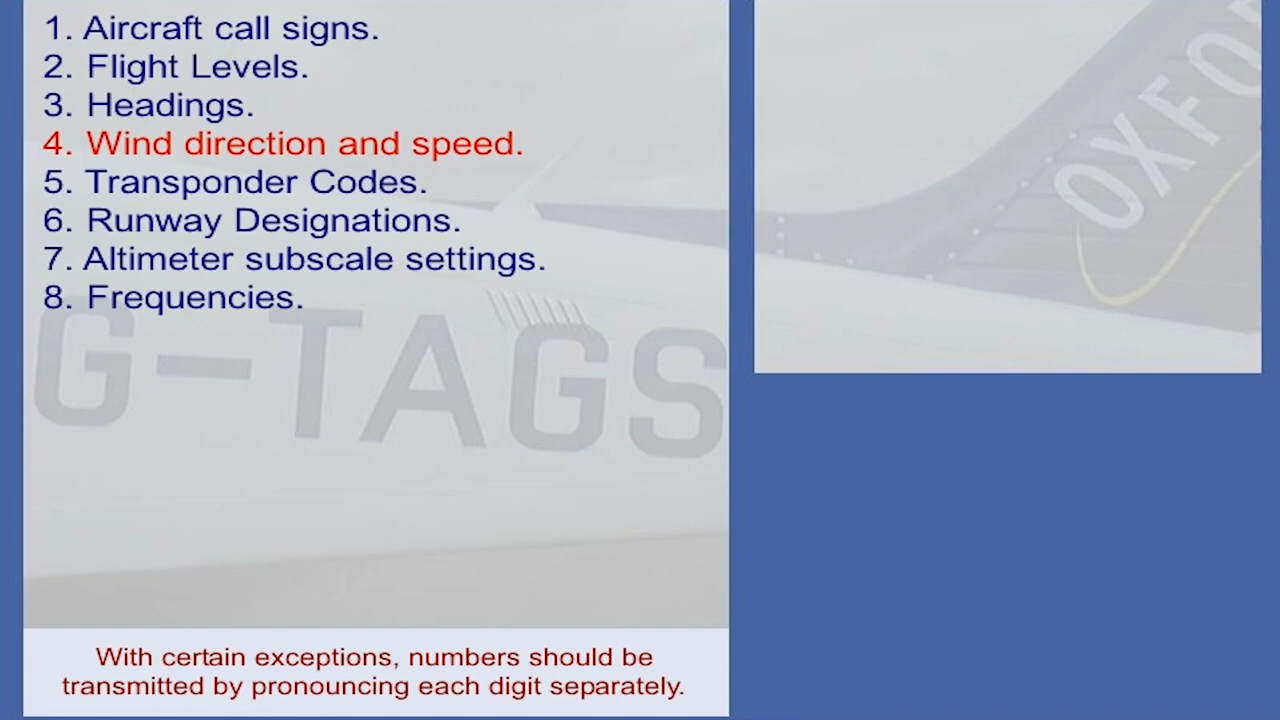 1. Aircraft call signs.
2. Flight Levels.
3. Headings.
4. Wind direction and speed.
5. Transponder Codes.
6. Runway Designations.
7. Altimeter subscale settings.
8. Frequencies.
G-TAGS
OXFO
With certain exceptions, numbers should be
transmitted by pronouncing each digit separately.